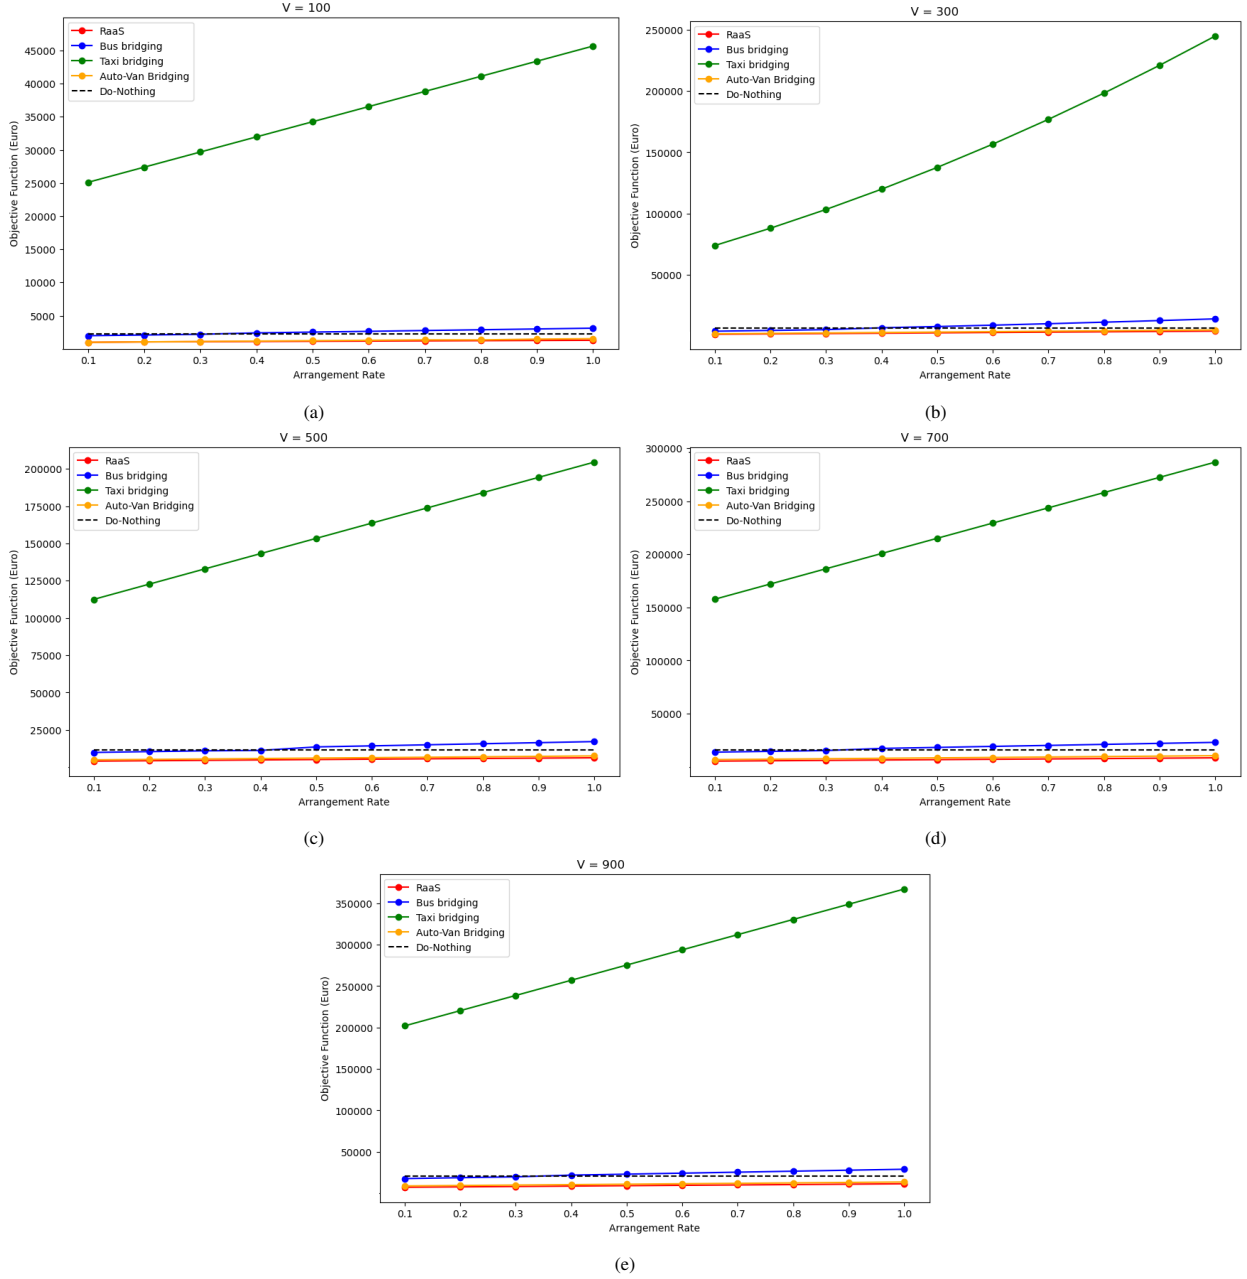 V = 100
RaaS
Bus bridging
Taxi bridging
Auto-Van Bridging
Do-Nothing
45000
40000
35000
30000
25000
20000
15000
10000
5000
Objective Function (Euro)
0.1 0.2 0.3 0.4 0.5 0.6 0.7 0.8 0.9 1.0
Arrangement Rate
(a)
V = 300
RaaS
Bus bridging
Taxi bridging
Auto-Van Bridging
Do-Nothing
250000
200000
150000
100000
50000
Objective Function (Euro)
0.1 0.2 0.3 0.4 0.5 0.6 0.7 0.8 0.9 1.0
Arrangement Rate
(b)
V = 500
RaaS
Bus bridging
Taxi bridging
Auto-Van Bridging
Do-Nothing
200000
175000
150000
125000
100000
75000
50000
25000
Objective Function (Euro)
0.1 0.2 0.3 0.4 0.5 0.6 0.7 0.8 0.9 1.0
Arrangement Rate
(c)
V = 700
RaaS
Bus bridging
Taxi bridging
Auto-Van Bridging
Do-Nothing
300000
250000
200000
150000
100000
50000
Objective Function (Euro)
0.1 0.2 0.3 0.4 0.5 0.6 0.7 0.8 0.9 1.0
Arrangement Rate
(d)
V = 900
RaaS
Bus bridging
Taxi bridging
Auto-Van Bridging
Do-Nothing
350000
300000
250000
200000
150000
100000
50000
Objective Function (Euro)
0.1 0.2 0.3 0.4 0.5 0.6 0.7 0.8 0.9 1.0
Arrangement Rate
(e)